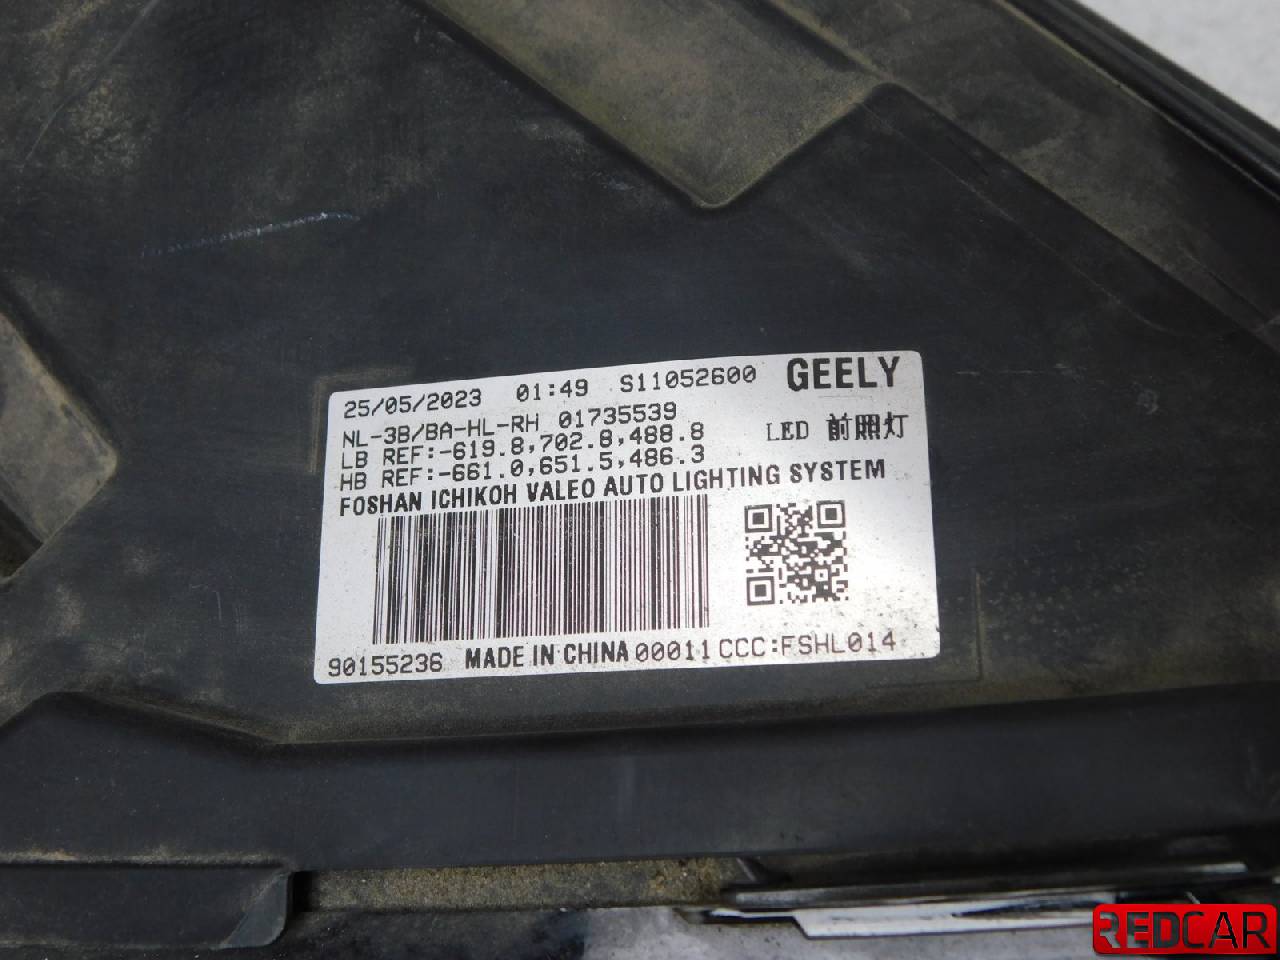 25/05/2023 01:49 S11052600 GEELY
NL-3B/BA-HL-RH 01735539
LB REF:-619.8,702.8,488.8 LED 前照灯
HB REF:-661.0,651.5,486.3
FOSHAN ICHIKOH VALEO AUTO LIGHTING SYSTEM
90155236 MADE IN CHINA 00011 CCC:FSHL014
REDCAR